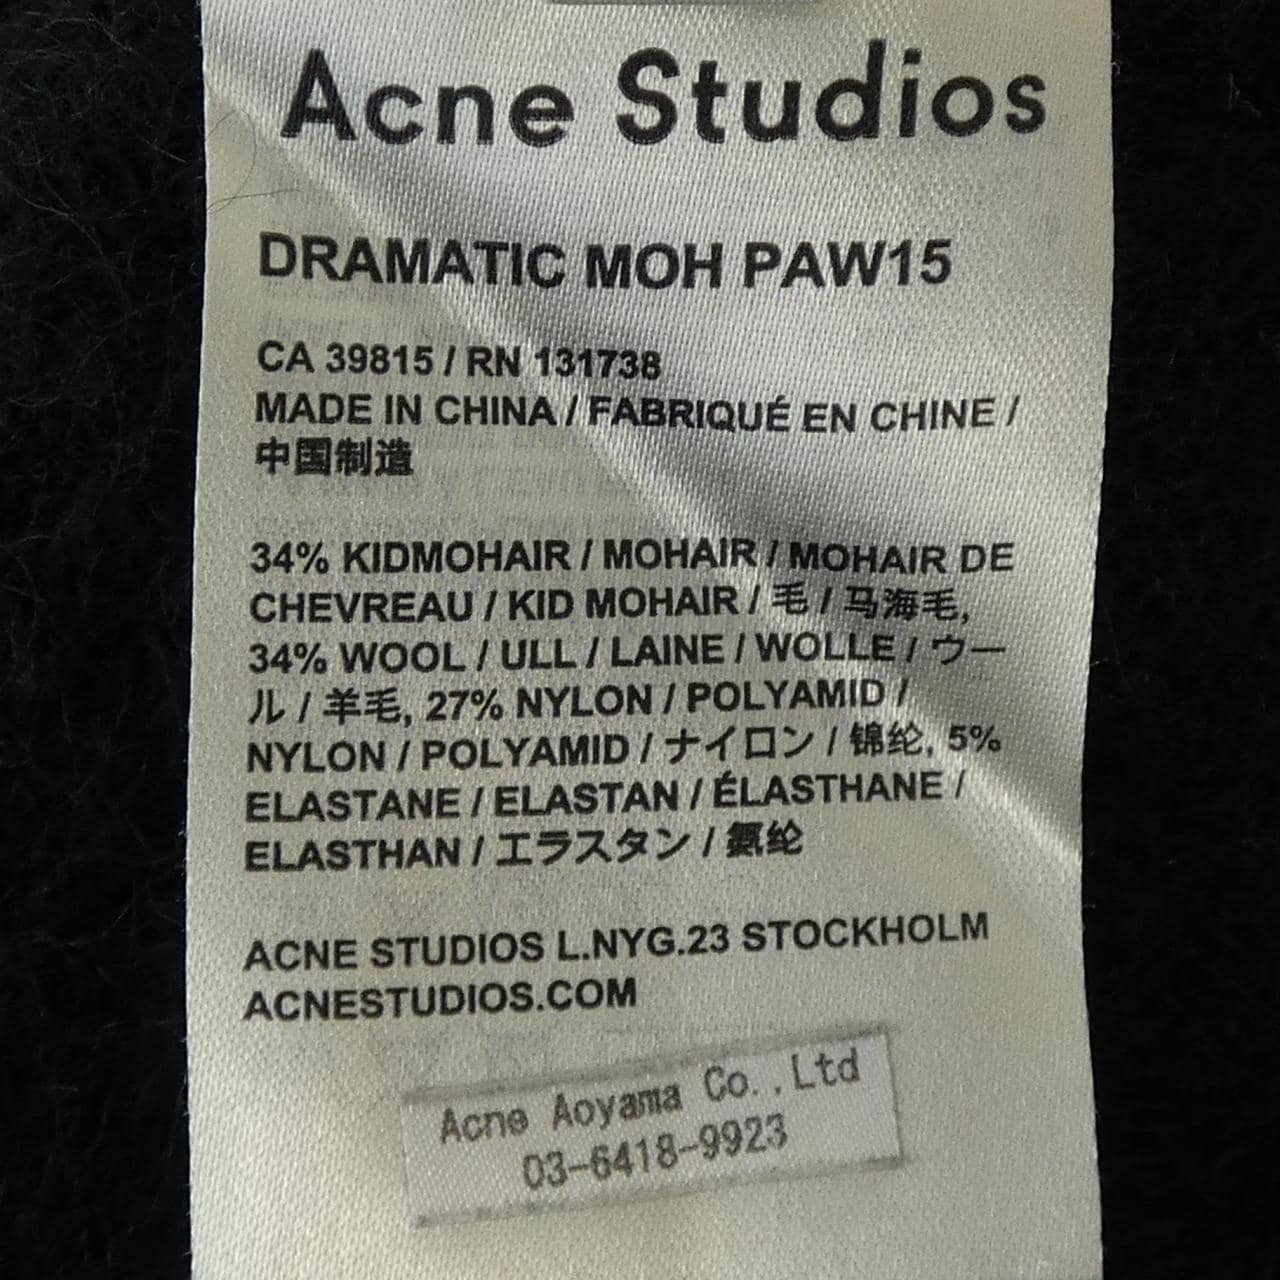 Acne Studios
DRAMATIC MOH PAW15
CA 39815 / RN 131738
MADE IN CHINA / FABRIQUÉ EN CHINE /
中国制造
34% KIDMOHAIR / MOHAIR / MOHAIR DE
CHEVREAU / KID MOHAIR / 毛 / 马海毛,
34% WOOL / ULL / LAINE / WOLLE / ウー
ル / 羊毛, 27% NYLON / POLYAMID /
NYLON / POLYAMID / ナイロン / 锦纶, 5%
ELASTANE / ELASTAN / ÉLASTHANE /
ELASTHAN / エラスタン / 氨纶
ACNE STUDIOS L.NYG.23 STOCKHOLM
ACNESTUDIOS.COM
Acne Aoyama Co.,Ltd
03-6418-9923